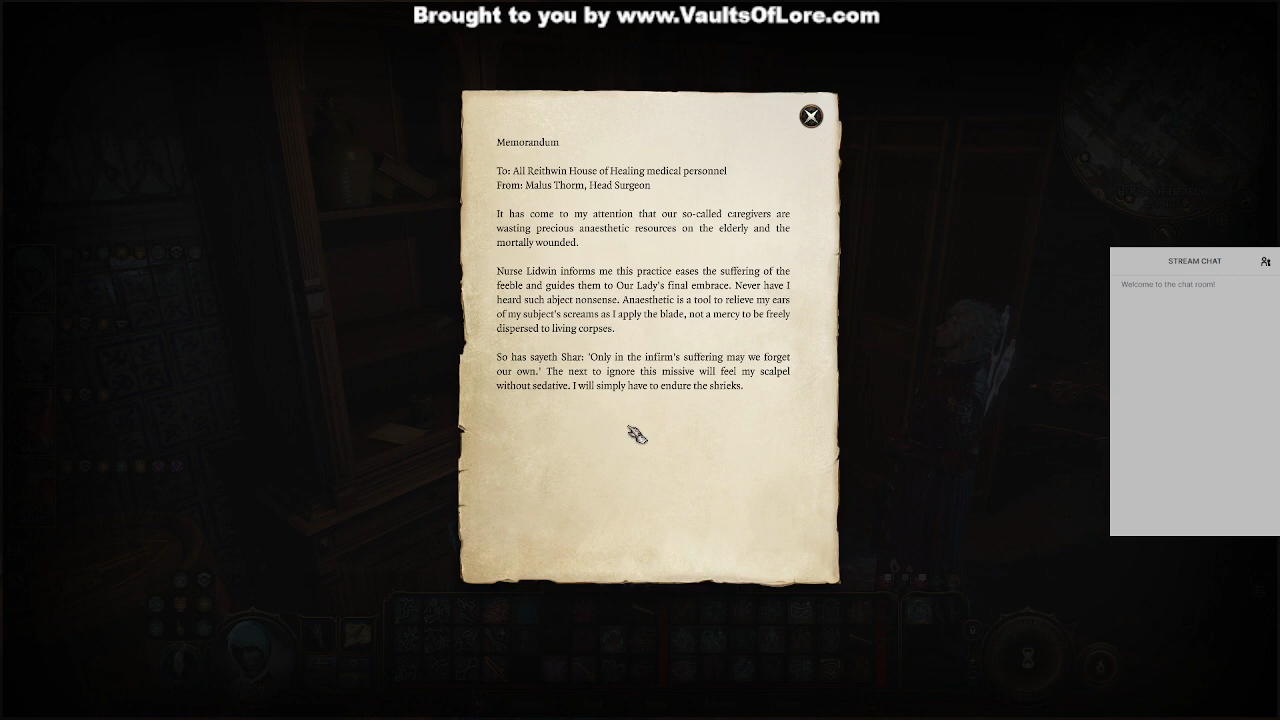 Brought to you by www.VaultsOfLore.com
Memorandum
To: All Reithwin House of Healing medical personnel
From: Malus Thorm, Head Surgeon
It has come to my attention that our so-called caregivers are
wasting precious anaesthetic resources on the elderly and the
mortally wounded.
Nurse Lidwin informs me this practice eases the suffering of the
feeble and guides them to Our Lady's final embrace. Never have I
heard such abject nonsense. Anaesthetic is a tool to relieve my ears
of my subject's screams as I apply the blade, not a mercy to be freely
dispersed to living corpses.
So has sayeth Shar: 'Only in the infirm's suffering may we forget
our own.' The next to ignore this missive will feel my scalpel
without sedative. I will simply have to endure the shrieks.
STREAM CHAT
Welcome to the chat room!